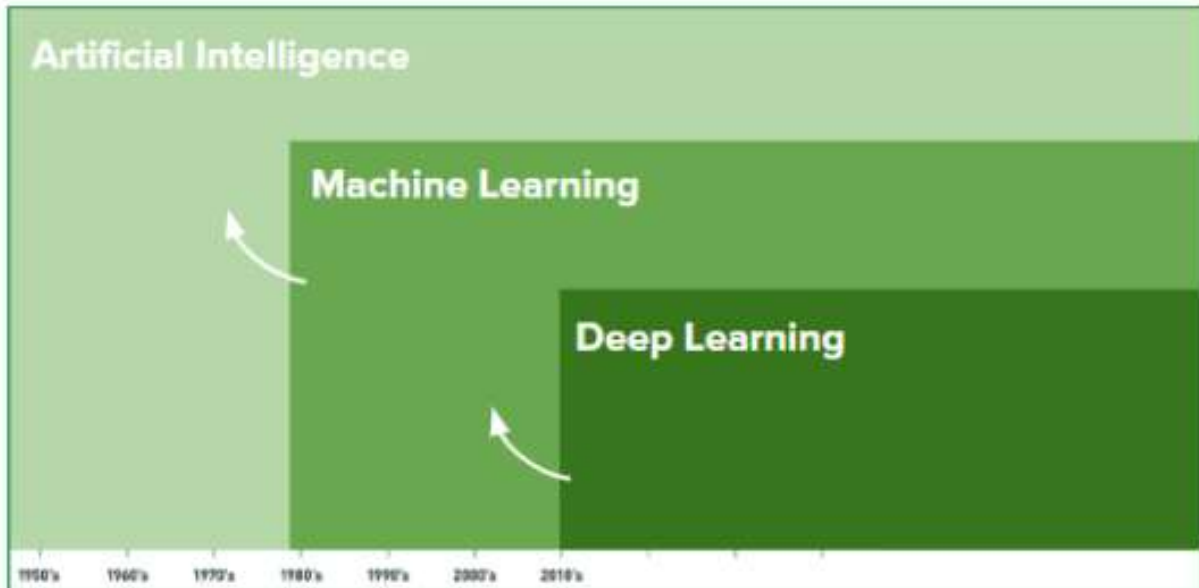 Artificial Intelligence
Machine Learning
Deep Learning
1950's 1960's 1970's 1980's 1990's 2000's 2010's